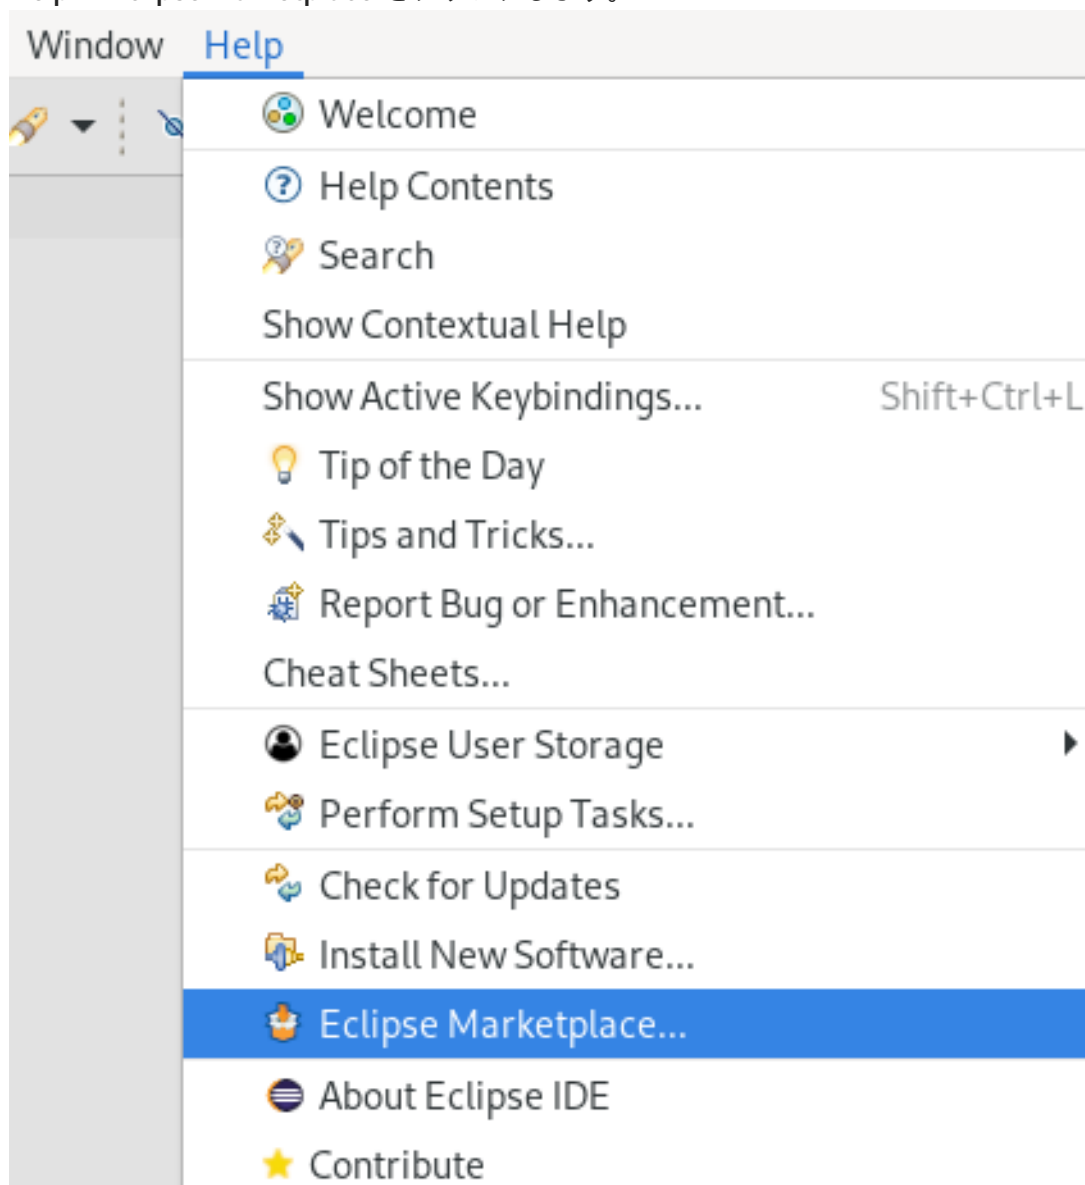 Window Help
Welcome
Help Contents
Search
Show Contextual Help
Show Active Keybindings... Shift+Ctrl+L
Tip of the Day
Tips and Tricks...
Report Bug or Enhancement...
Cheat Sheets...
Eclipse User Storage
Perform Setup Tasks...
Check for Updates
Install New Software...
Eclipse Marketplace...
About Eclipse IDE
Contribute